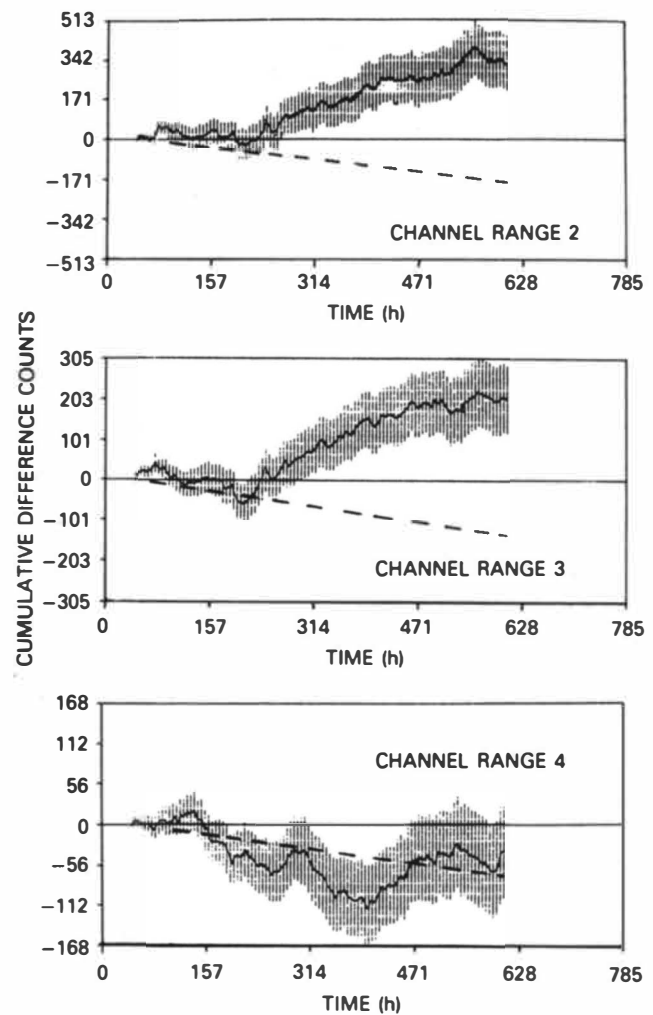 CUMULATIVE DIFFERENCE COUNTS
513
342
171
0
−171
−342
−513
CHANNEL RANGE 2
0 157 314 471 628 785
TIME (h)
305
203
101
0
−101
−203
−305
CHANNEL RANGE 3
0 157 314 471 628 785
TIME (h)
168
112
56
0
−56
−112
−168
CHANNEL RANGE 4
0 157 314 471 628 785
TIME (h)